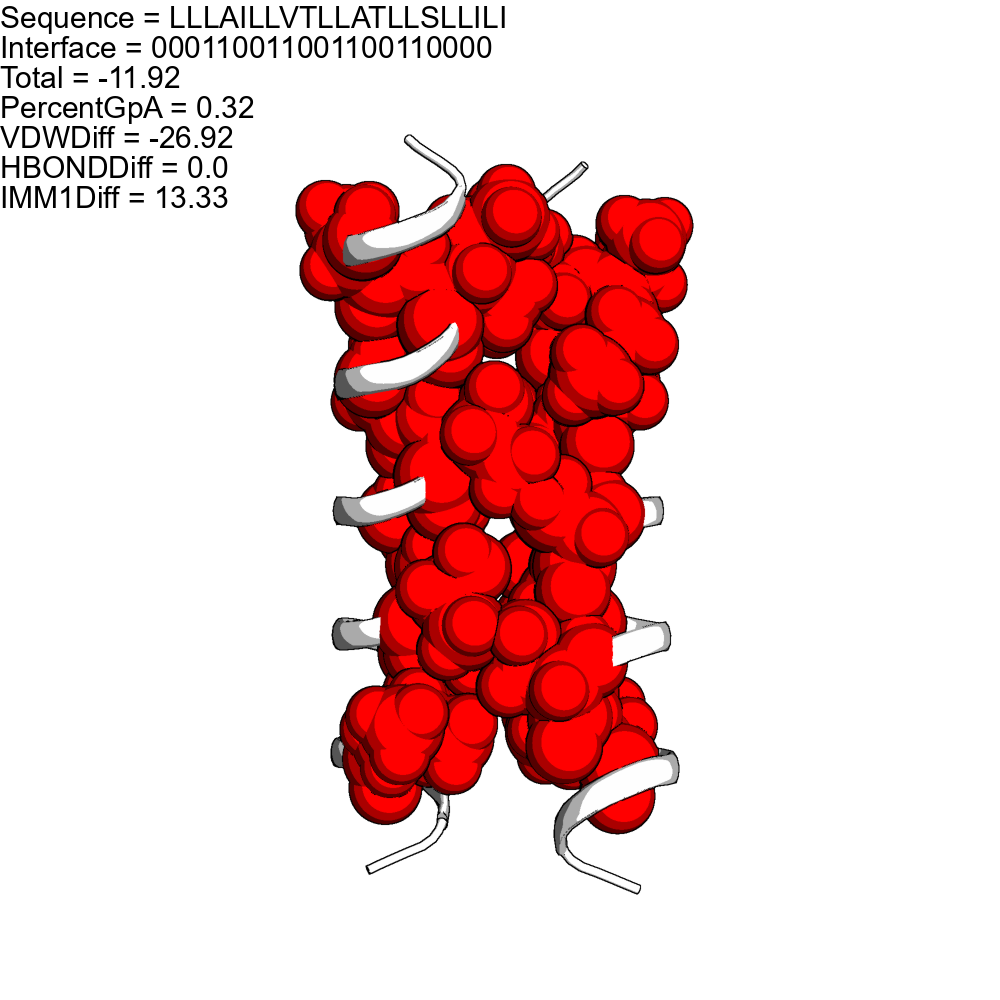 Sequence = LLLAILLVTLLATLLSLLILI
Interface = 000110011001100110000
Total = -11.92
PercentGpA = 0.32
VDWDiff = -26.92
HBONDDiff = 0.0
IMM1Diff = 13.33